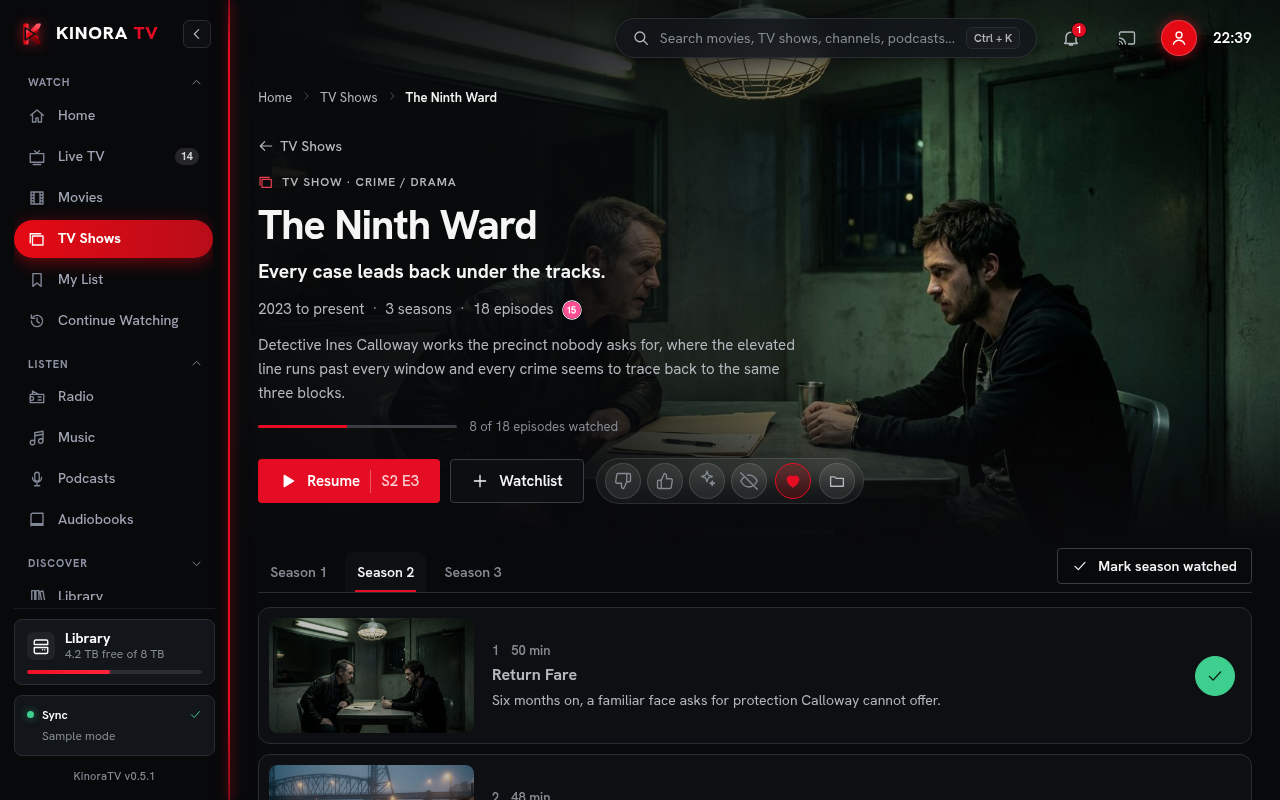 KINORA TV
Search movies, TV shows, channels, podcasts...
Ctrl + K
1
22:39
WATCH
Home
Live TV
14
Movies
TV Shows
My List
Continue Watching
LISTEN
Radio
Music
Podcasts
Audiobooks
DISCOVER
Library
Library
4.2 TB free of 8 TB
Sync
Sample mode
KinoraTV v0.5.1
Home
TV Shows
The Ninth Ward
TV Shows
TV SHOW · CRIME / DRAMA
The Ninth Ward
Every case leads back under the tracks.
2023 to present · 3 seasons · 18 episodes 15
Detective Ines Calloway works the precinct nobody asks for, where the elevated
line runs past every window and every crime seems to trace back to the same
three blocks.
8 of 18 episodes watched
Resume S2 E3
Watchlist
Season 1
Season 2
Season 3
Mark season watched
1 50 min
Return Fare
Six months on, a familiar face asks for protection Calloway cannot offer.
2 48 min